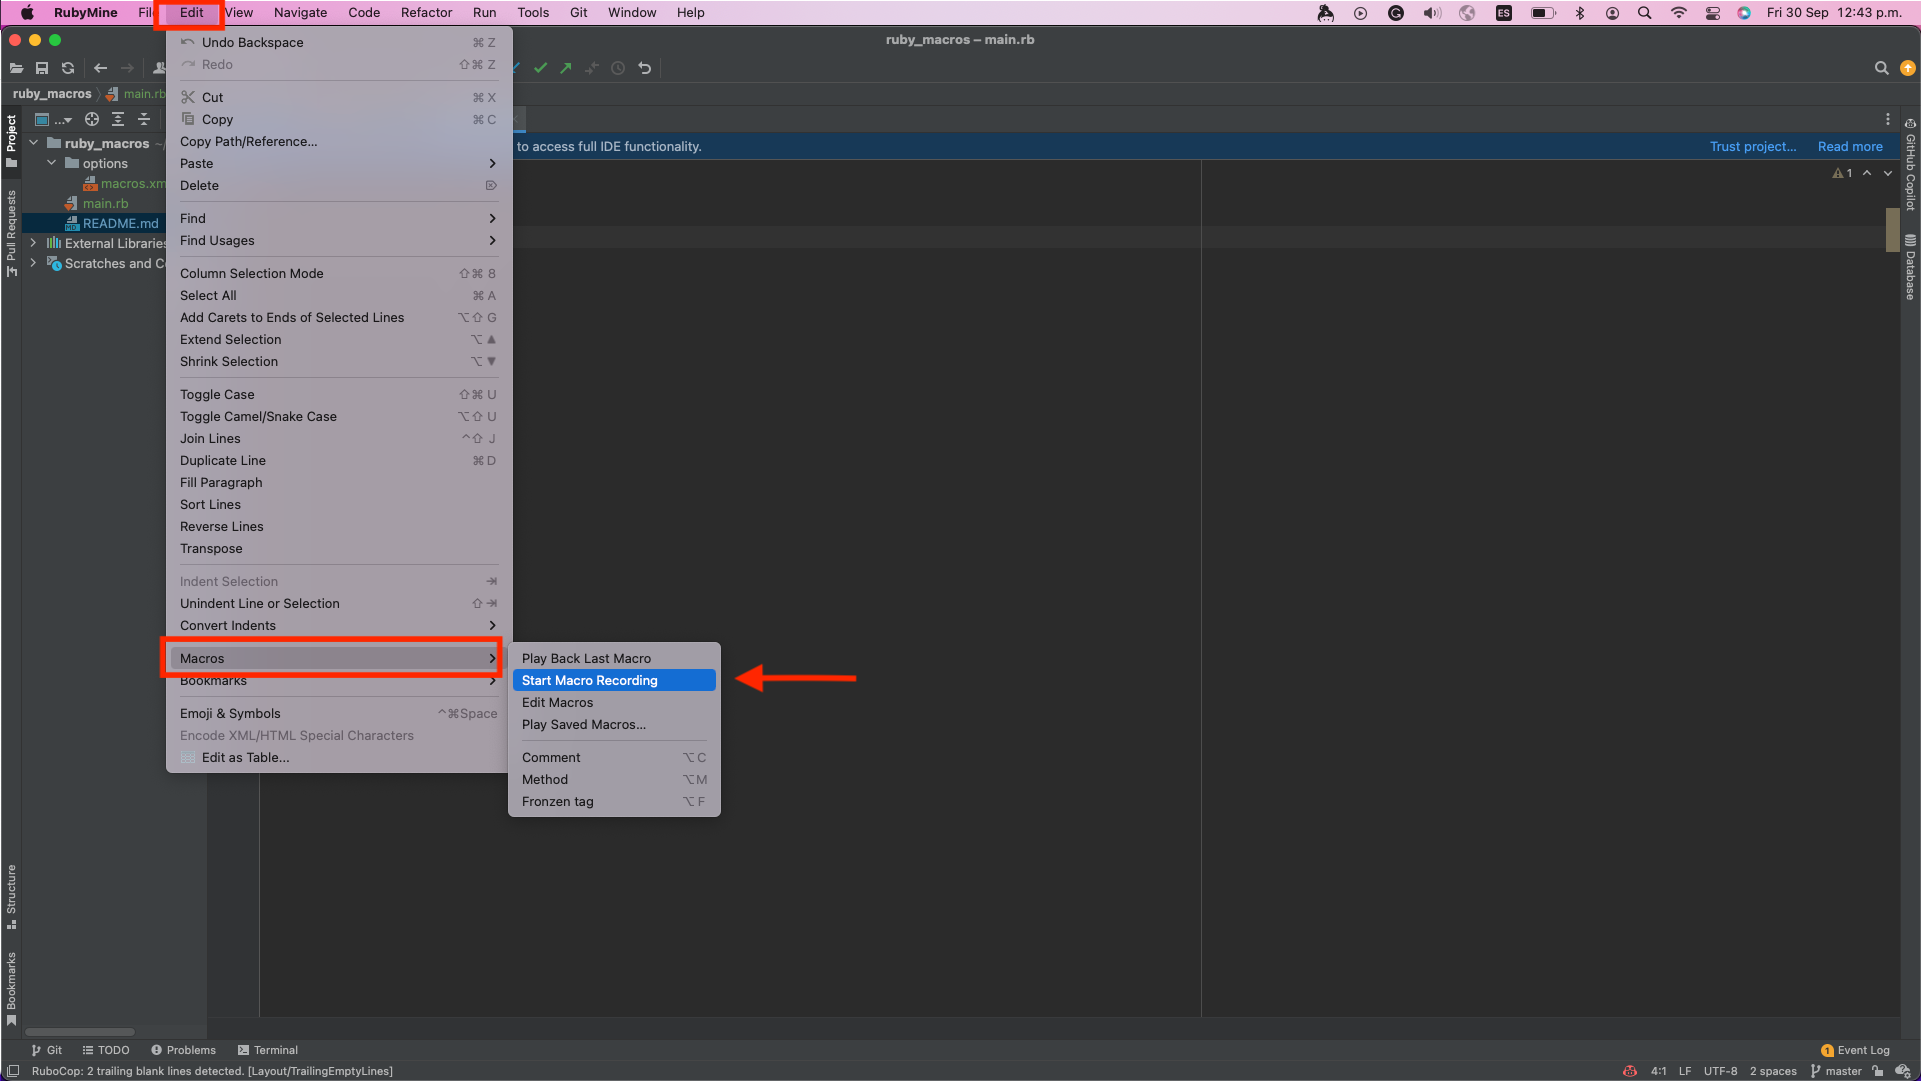 RubyMine Fil Edit View Navigate Code Refactor Run Tools Git Window Help ES Fri 30 Sep 12:43 p.m.
ruby_macros – main.rb
ruby_macros main.rb
to access full IDE functionality. Trust project... Read more
1
Project
Pull Requests
Structure
Bookmarks
...
ruby_macros ~/
options
macros.xm
main.rb
README.md
External Libraries
Scratches and Co
Undo Backspace ⌘ Z
Redo ⇧⌘ Z
Cut ⌘ X
Copy ⌘ C
Copy Path/Reference...
Paste
Delete
Find
Find Usages
Column Selection Mode ⇧⌘ 8
Select All ⌘ A
Add Carets to Ends of Selected Lines ⌥⇧ G
Extend Selection ⌥ ▲
Shrink Selection ⌥ ▼
Toggle Case ⇧⌘ U
Toggle Camel/Snake Case ⌥⇧ U
Join Lines ^⇧ J
Duplicate Line ⌘ D
Fill Paragraph
Sort Lines
Reverse Lines
Transpose
Indent Selection ⇥
Unindent Line or Selection ⇧⇥
Convert Indents
Macros
Bookmarks
Emoji & Symbols ^⌘Space
Encode XML/HTML Special Characters
Edit as Table...
Play Back Last Macro
Start Macro Recording
Edit Macros
Play Saved Macros...
Comment ⌥ C
Method ⌥ M
Fronzen tag ⌥ F
GitHub Copilot
Database
Git TODO Problems Terminal 1 Event Log
RuboCop: 2 trailing blank lines detected. [Layout/TrailingEmptyLines] 4:1 LF UTF-8 2 spaces master